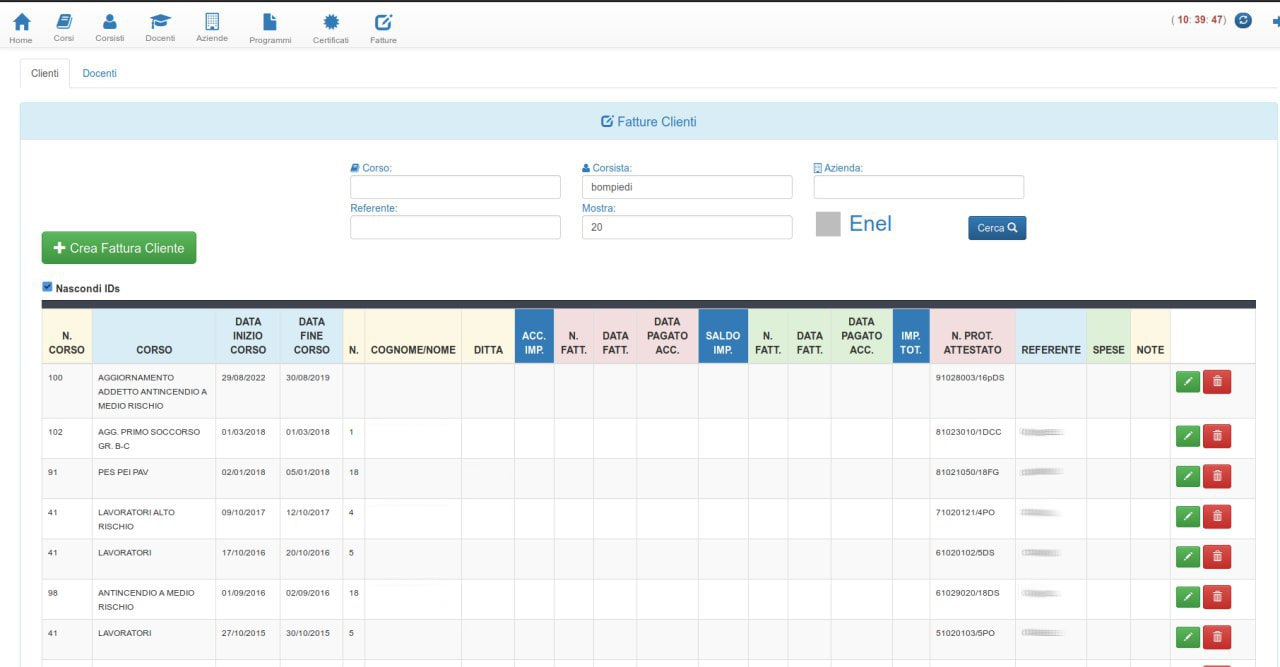 ( 10: 39: 47)
Home Corsi Corsisti Docenti Aziende Programmi Certificati Fatture
Clienti Docenti
Fatture Clienti
Corso: Corsista: Azienda:
bompiedi
Referente: Mostra:
20 Enel Cerca
Crea Fattura Cliente
Nascondi IDs
N. CORSO CORSO DATA INIZIO CORSO DATA FINE CORSO N. COGNOME/NOME DITTA ACC. IMP. N. FATT. DATA FATT. DATA PAGATO ACC. SALDO IMP. N. FATT. DATA FATT. DATA PAGATO ACC. IMP. TOT. N. PROT. ATTESTATO REFERENTE SPESE NOTE
100 AGGIORNAMENTO 29/08/2022 30/08/2019 91028003/16pDS
ADDETTO ANTINCENDIO A
MEDIO RISCHIO
102 AGG. PRIMO SOCCORSO 01/03/2018 01/03/2018 1 81023010/1DCC
GR. B-C
91 PES PEI PAV 02/01/2018 05/01/2018 18 81021050/18FG
41 LAVORATORI ALTO 09/10/2017 12/10/2017 4 71020121/4PO
RISCHIO
41 LAVORATORI 17/10/2016 20/10/2016 5 61020102/5DS
98 ANTINCENDIO A MEDIO 01/09/2016 02/09/2016 18 61029020/18DS
RISCHIO
41 LAVORATORI 27/10/2015 30/10/2015 5 51020103/5PO